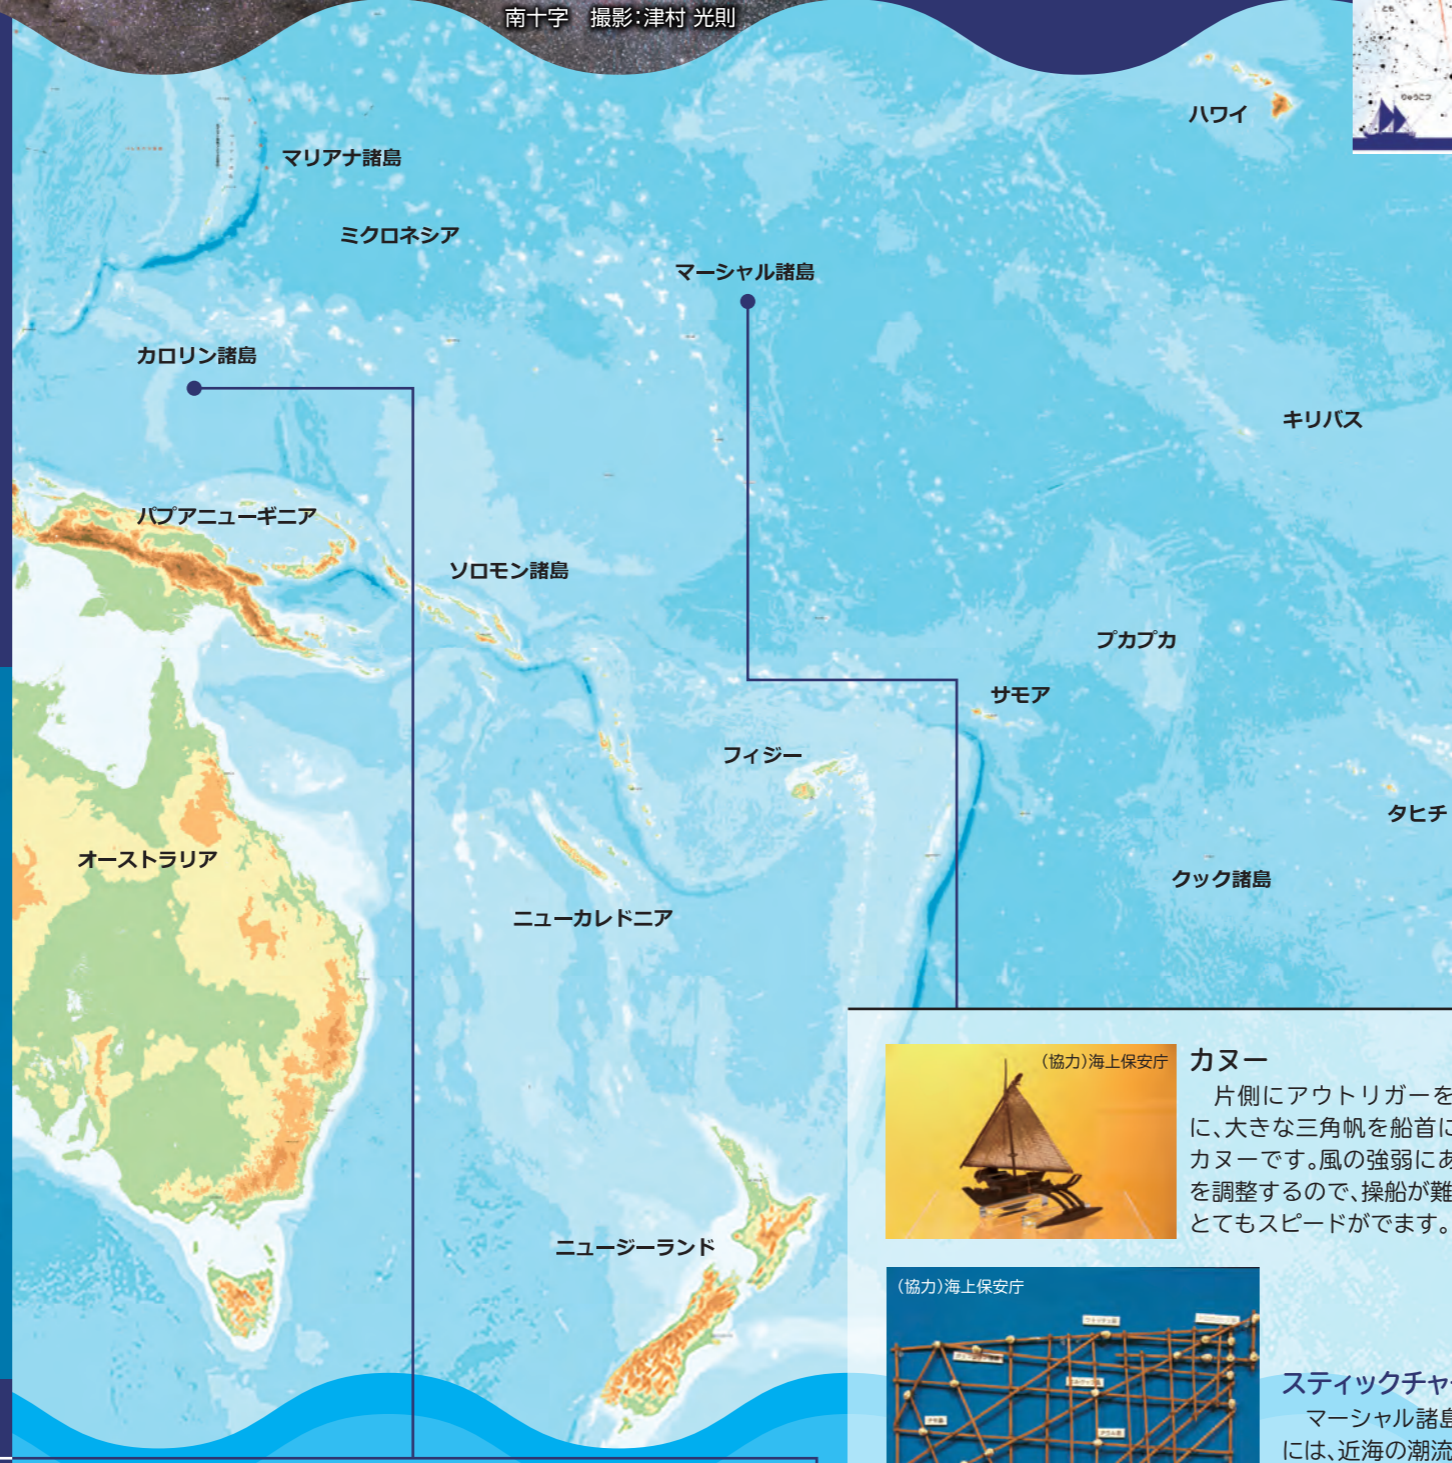 南十字　撮影：津村 光則
ハワイ
マリアナ諸島
ミクロネシア
マーシャル諸島
カロリン諸島
キリバス
パプアニューギニア
ソロモン諸島
プカプカ
サモア
フィジー
タヒチ
オーストラリア
クック諸島
ニューカレドニア
ニュージーランド
（協力）海上保安庁
カヌー
片側にアウトリガーを
に、大きな三角帆を船首に
カヌーです。風の強弱にあ
を調整するので、操船が難
とてもスピードがでます。
（協力）海上保安庁
スティックチャ
マーシャル諸島
には、近海の潮流